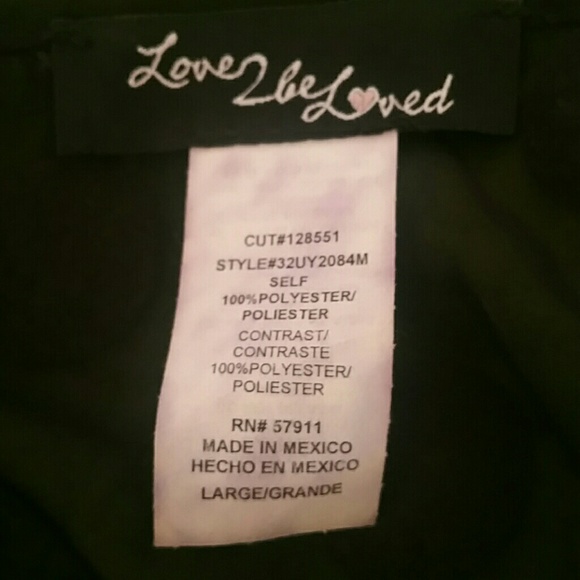 Love2beLoved
CUT#128551
STYLE#32UY2084M
SELF
100%POLYESTER/
POLIESTER
CONTRAST/
CONTRASTE
100%POLYESTER/
POLIESTER
RN# 57911
MADE IN MEXICO
HECHO EN MEXICO
LARGE/GRANDE